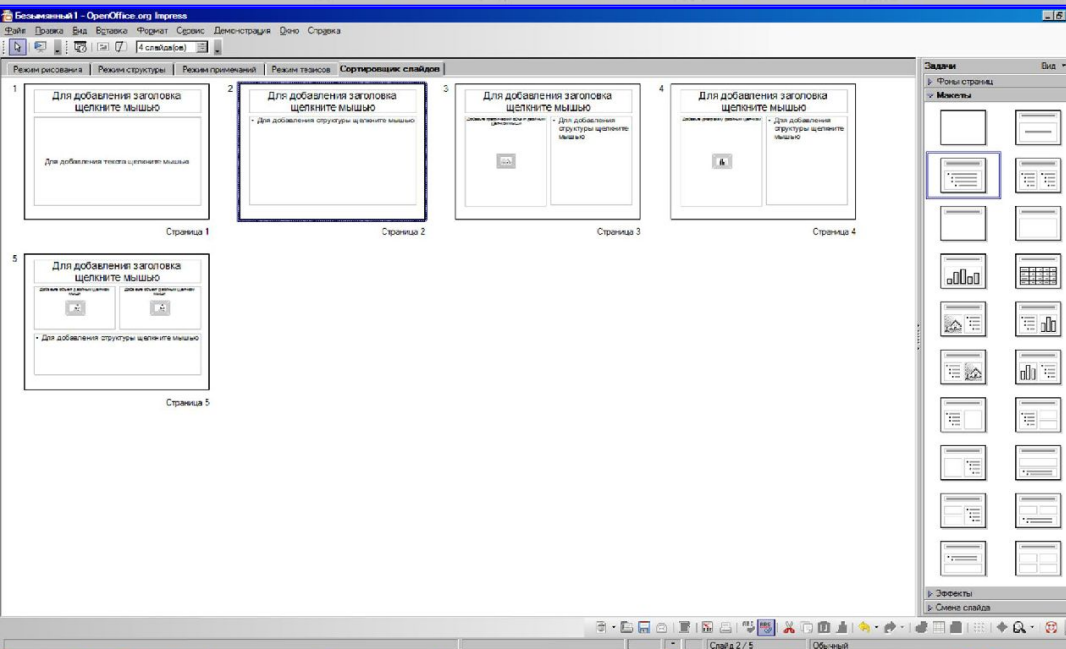 Безымянный1 - OpenOffice.org Impress
Файл Правка Вид Вставка Формат Сервис Демонстрация Окно Справка
4 слайда(ов)
Режим рисования Режим структуры Режим примечаний Режим тезисов Сортировщик слайдов
Задачи Вид
Фоны страниц
Макеты
1
Для добавления заголовка
щелкните мышью
Для добавления текста щелкните мышью
Страница 1
2
Для добавления заголовка
щелкните мышью
• Для добавления структуры щелкните мышью
Страница 2
3
Для добавления заголовка
щелкните мышью
• Для добавления
структуры щелкните
мышью
Страница 3
4
Для добавления заголовка
щелкните мышью
• Для добавления
структуры щелкните
мышью
Страница 4
5
Для добавления заголовка
щелкните мышью
• Для добавления структуры щелкните мышью
Страница 5
Эффекты
Смена слайда
Слайд 2 / 5
Обычный